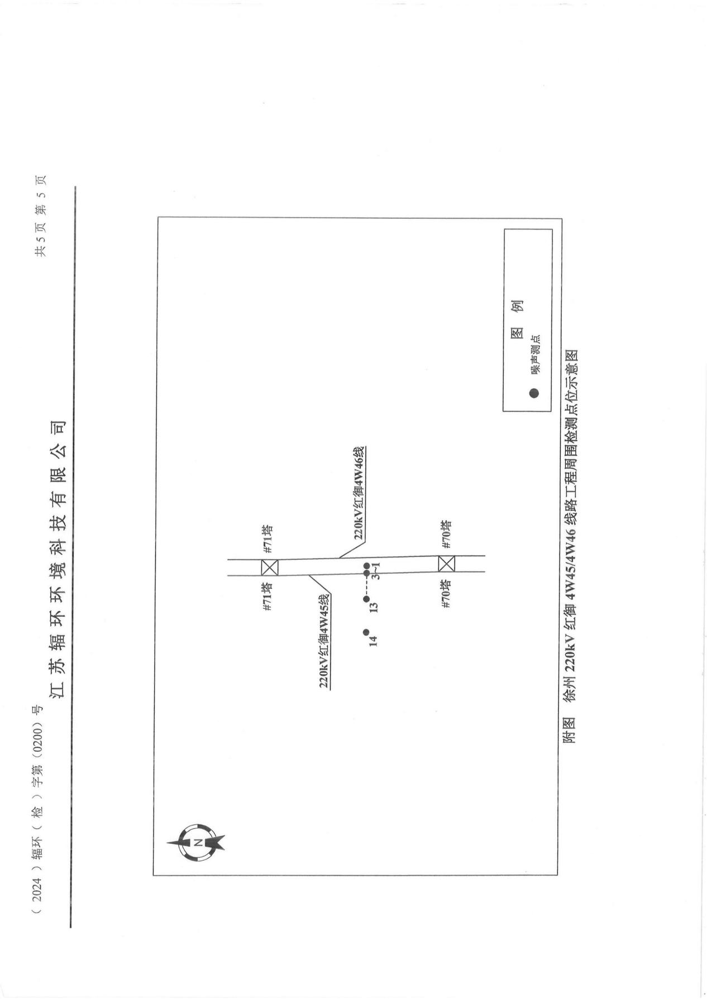 （ 2024 ）辐环（ 检 ）字第（0200）号
共 5 页 第 5 页
江苏辐环环境科技有限公司
N
#71塔
#71塔
220kV红御4W45线
220kV红御4W46线
14
13
3~1
#70塔
#70塔
图 例
噪声测点
附图 徐州 220kV 红御 4W45/4W46 线路工程周围检测点位示意图